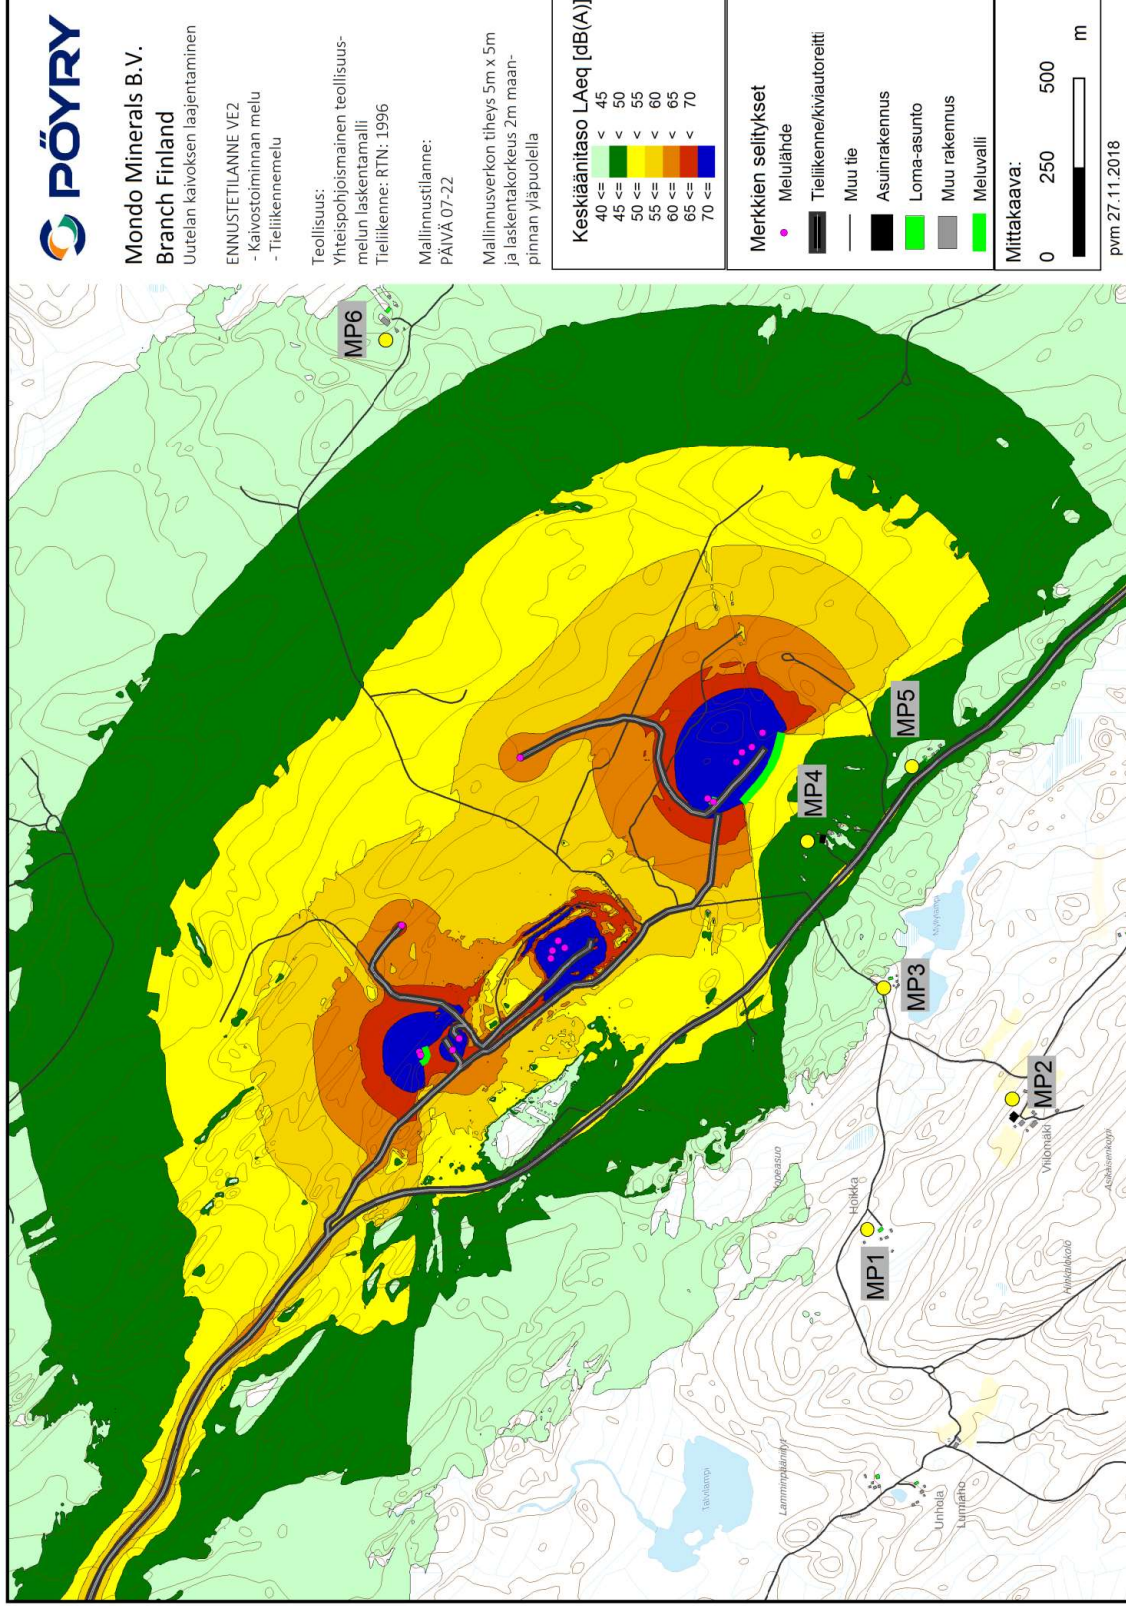 PÖYRY
Mondo Minerals B.V.
Branch Finland
Uutelan kaivoksen laajentaminen
ENNUSTETILANNE VE2
- Kaivostoiminnan melu
- Tieliikennemelu
Teollisuus:
Yhteispohjoismainen teollisuus-
melun laskentamalli
Tieliikenne: RTN: 1996
Mallinnustilanne:
PÄIVÄ 07-22
Mallinnusverkon tiheys 5m x 5m
ja laskentakorkeus 2m maan-
pinnan yläpuolella
Keskiäänitaso LAeq [dB(A)]
40 <= < 45
45 <= < 50
50 <= < 55
55 <= < 60
60 <= < 65
65 <= < 70
70 <=
Merkkien selitykset
Melulähde
Tieliikenne/kiviautoreitti
Muu tie
Asuinrakennus
Loma-asunto
Muu rakennus
Meluvalli
Mittakaava:
0 250 500 m
pvm 27.11.2018
MP6
MP5
MP4
MP3
MP2
MP1
Viilomäki
Hoikka
Talvilampi
Lamminpäänniityt
Unhola
Lumiaho